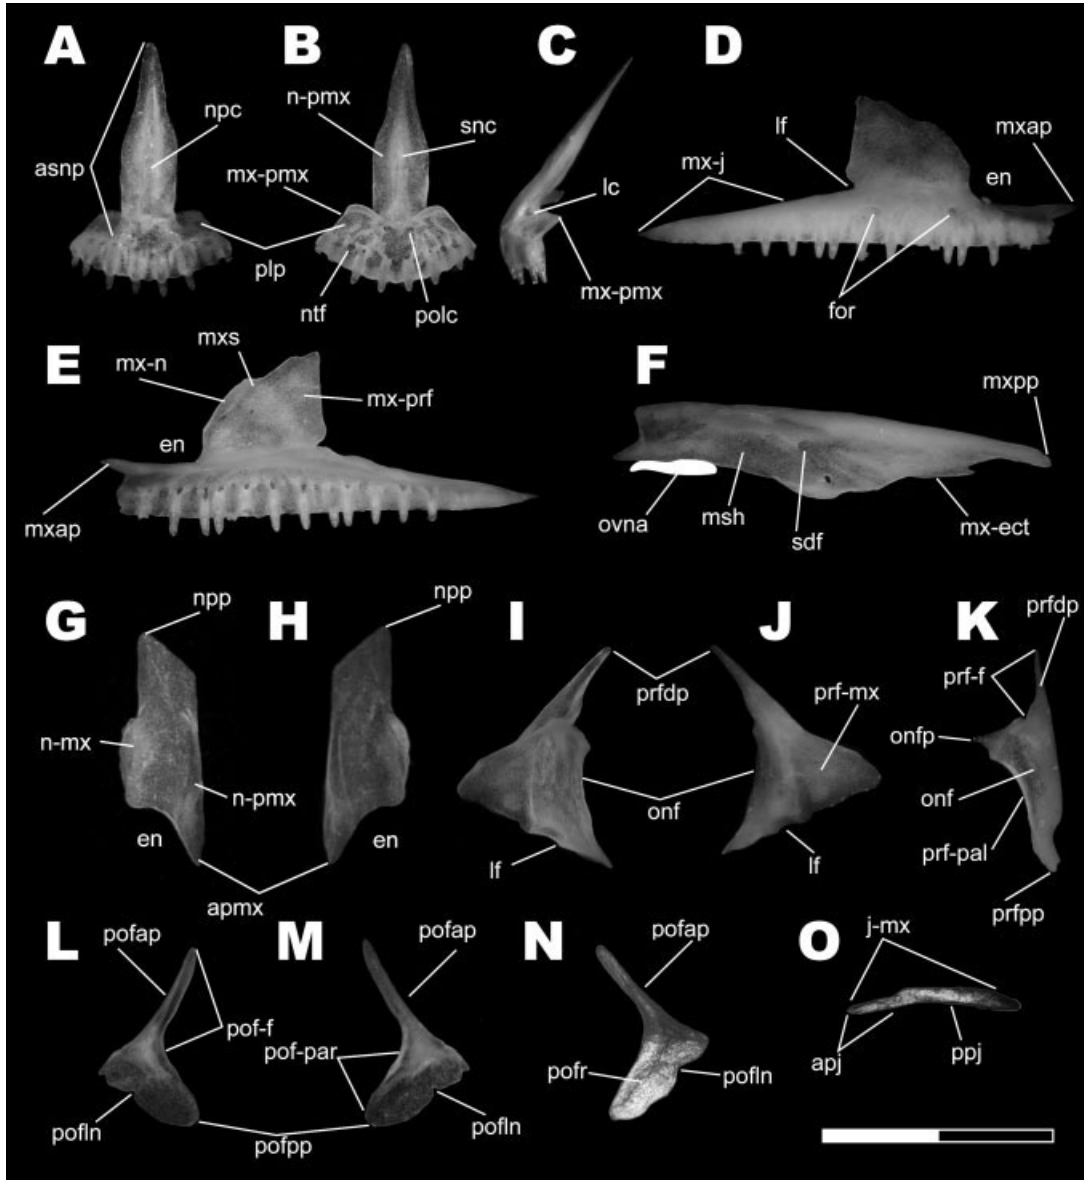 A
B
C
D
n-pmx
npc
snc
lf
mxap
asnp
mx-pmx
mx-j
lc
en
plp
mx-pmx
ntf
polc
for
E
mxs
F
mx-n
mx-prf
mxpp
en
mxap
ovna
msh
sdf
mx-ect
G
npp
H
npp
I
J
K
prfdp
prfdp
prf-mx
prf-f
n-mx
onfp
n-pmx
onf
onf
en
en
prf-pal
lf
lf
apmx
prfpp
L
pofap
M
pofap
N
pofap
O
j-mx
pof-f
pof-par
pofr
pofln
apj
ppj
pofln
pofpp
pofln